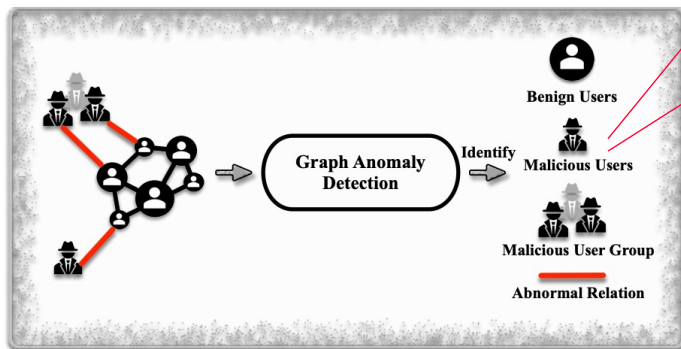 Benign Users
Graph Anomaly
Detection
Identify
Malicious Users
Malicious User Group
Abnormal Relation